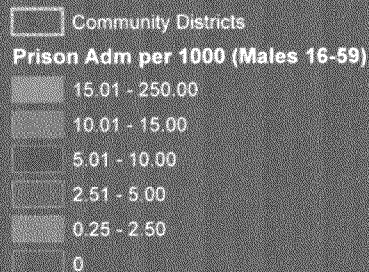 Community Districts
Prison Adm per 1000 (Males 16-59)
15.01 - 250.00
10.01 - 15.00
5.01 - 10.00
2.51 - 5.00
0.25 - 2.50
0